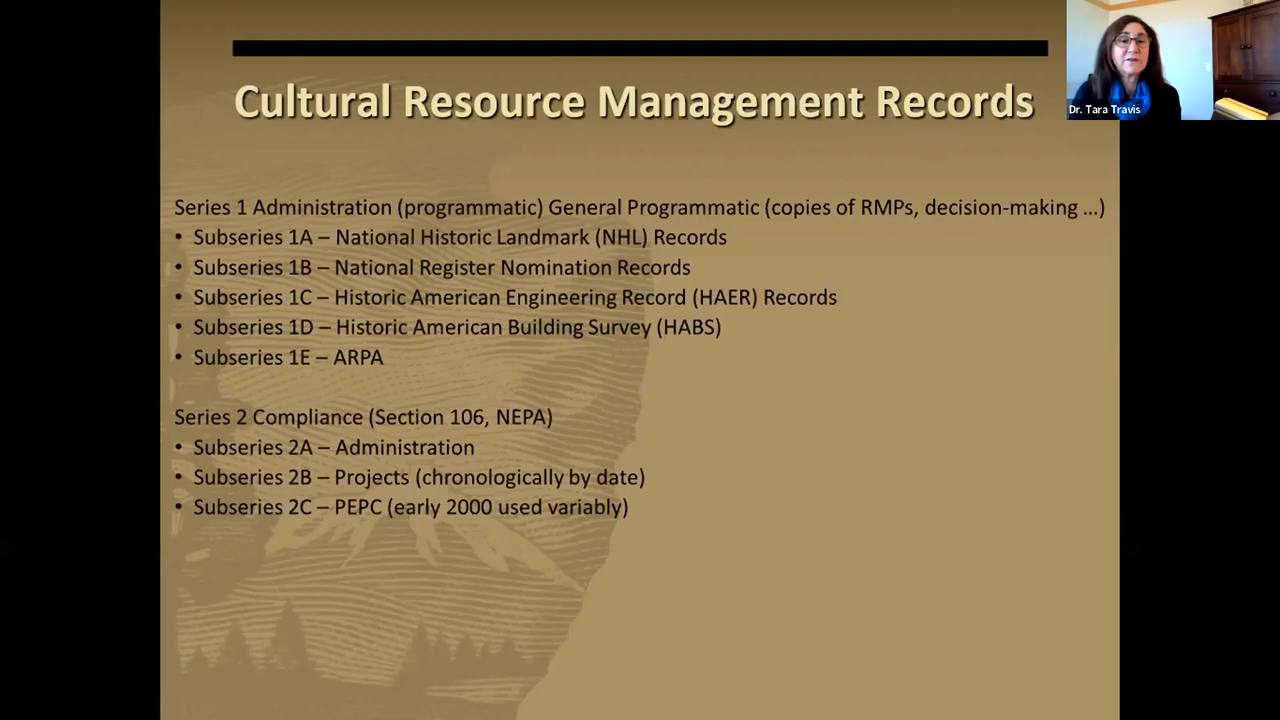 Cultural Resource Management Records
Dr. Tara Travis
Series 1 Administration (programmatic) General Programmatic (copies of RMPs, decision-making ...)
• Subseries 1A – National Historic Landmark (NHL) Records
• Subseries 1B – National Register Nomination Records
• Subseries 1C – Historic American Engineering Record (HAER) Records
• Subseries 1D – Historic American Building Survey (HABS)
• Subseries 1E – ARPA
Series 2 Compliance (Section 106, NEPA)
• Subseries 2A – Administration
• Subseries 2B – Projects (chronologically by date)
• Subseries 2C – PEPC (early 2000 used variably)